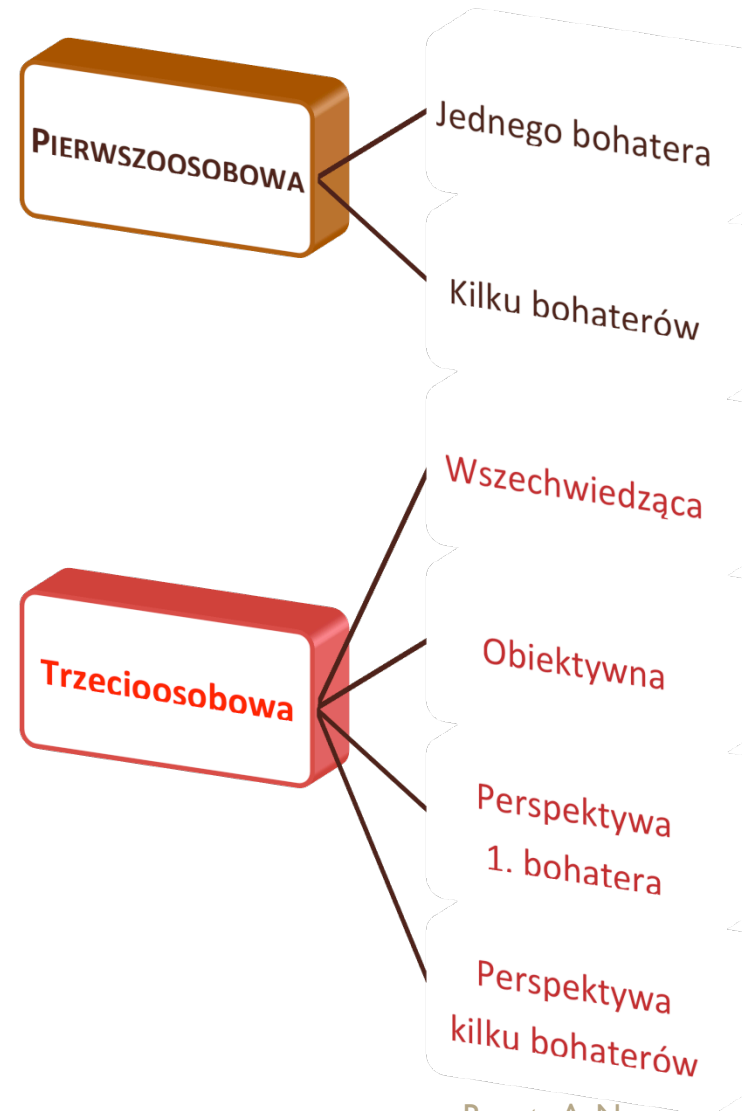 PIERWSZOOSOBOWA
Jednego bohatera
Kilku bohaterów
Trzecioosobowa
Wszechwiedząca
Obiektywna
Perspektywa
1. bohatera
Perspektywa
kilku bohaterów